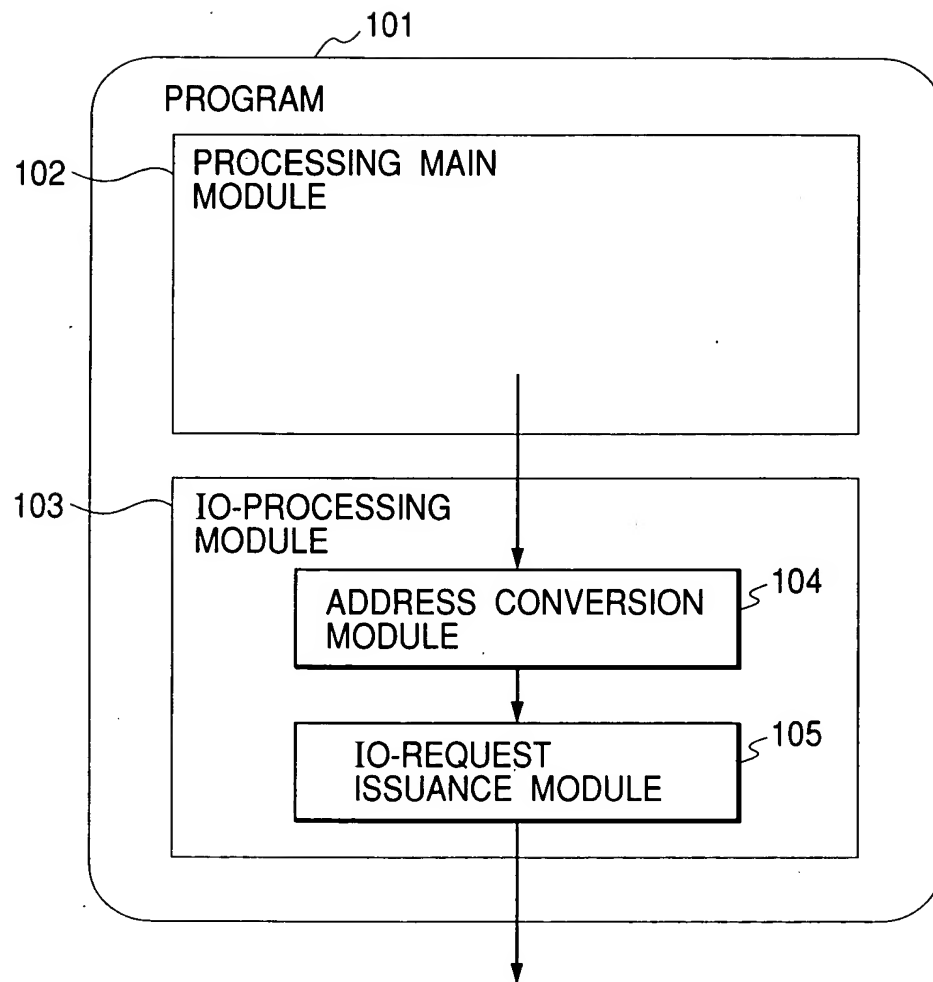 101
PROGRAM
102
PROCESSING MAIN
MODULE
103
IO-PROCESSING
MODULE
104
ADDRESS CONVERSION
MODULE
105
IO-REQUEST
ISSUANCE MODULE